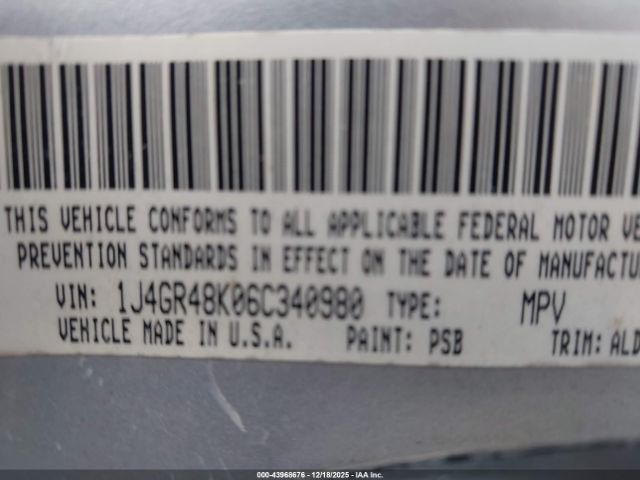 THIS VEHICLE CONFORMS TO ALL APPLICABLE FEDERAL MOTOR VE
PREVENTION STANDARDS IN EFFECT ON THE DATE OF MANUFACTU
VIN: 1J4GR48K06C340980 TYPE: MPV
VEHICLE MADE IN U.S.A. PAINT: PSB TRIM: ALD
00-43968676 - 12/18/2025 - IAA Inc.